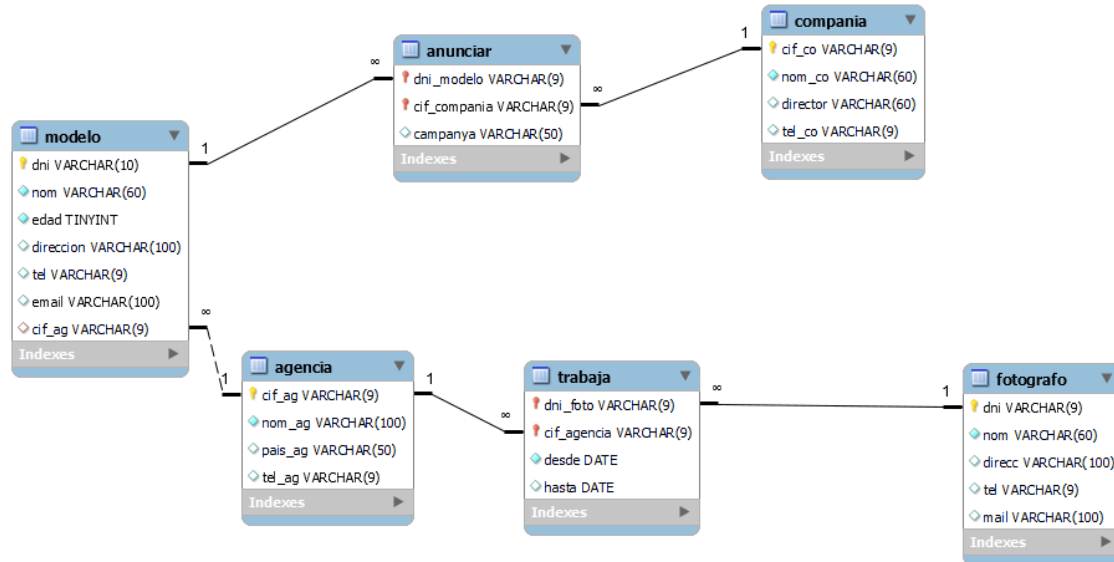 compania
cif_co VARCHAR(9)
nom_co VARCHAR(60)
director VARCHAR(60)
tel_co VARCHAR(9)
Indexes
1
anunciar
dni_modelo VARCHAR(9)
cif_compania VARCHAR(9)
campanya VARCHAR(50)
Indexes
∞
∞
modelo
dni VARCHAR(10)
nom VARCHAR(60)
edad TINYINT
direccion VARCHAR(100)
tel VARCHAR(9)
email VARCHAR(100)
cif_ag VARCHAR(9)
Indexes
1
∞
agencia
cif_ag VARCHAR(9)
nom_ag VARCHAR(100)
pais_ag VARCHAR(50)
tel_ag VARCHAR(9)
Indexes
1
1
trabaja
dni_foto VARCHAR(9)
cif_agencia VARCHAR(9)
desde DATE
hasta DATE
Indexes
∞
∞
fotografo
dni VARCHAR(9)
nom VARCHAR(60)
direcc VARCHAR(100)
tel VARCHAR(9)
mail VARCHAR(100)
Indexes
1